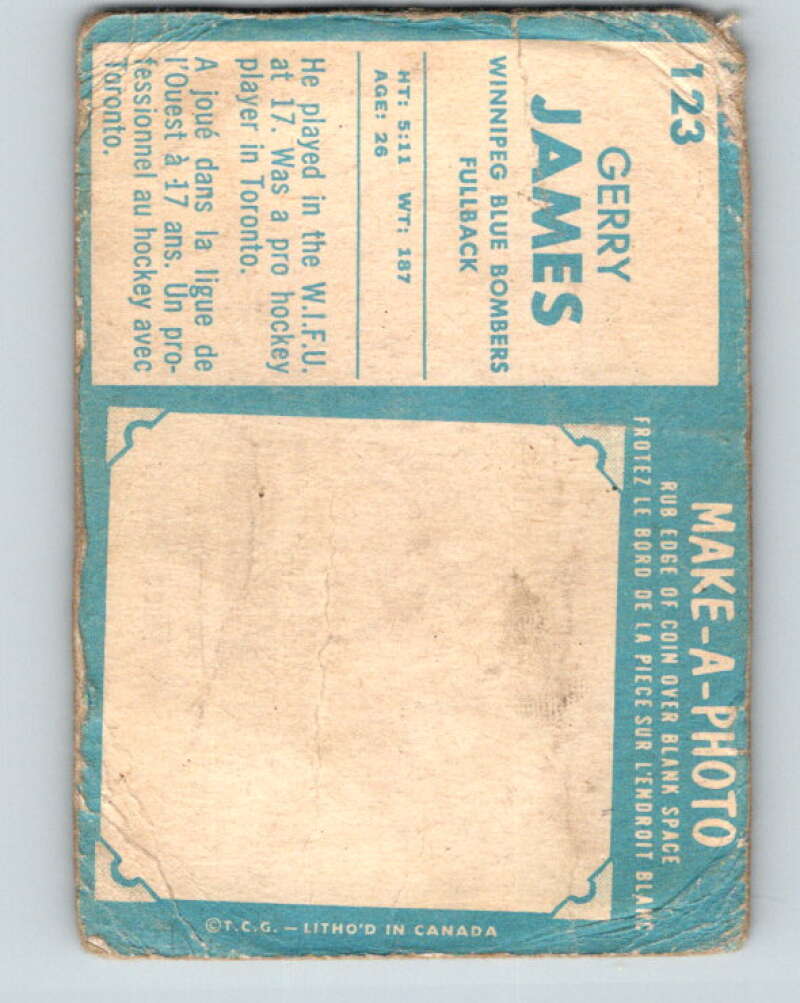 123
GERRY
JAMES
WINNIPEG BLUE BOMBERS
FULLBACK
HT: 5:11 WT: 187
AGE: 26
He played in the W.I.F.U.
at 17. Was a pro hockey
player in Toronto.
A joué dans la ligue de
l'Ouest à 17 ans. Un pro-
fessionnel au hockey avec
Toronto.
MAKE-A-PHOTO
RUB EDGE OF COIN OVER BLANK SPACE
FROTEZ LE BORD DE LA PIECE SUR L'ENDROIT BLANC
©T.C.G. — LITHO'D IN CANADA